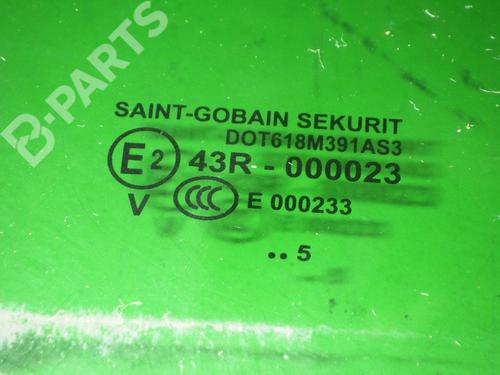 B-PARTS
SAINT-GOBAIN SEKURIT
DOT618M391AS3
E2 43R - 000023
V CCC E 000233
.. 5